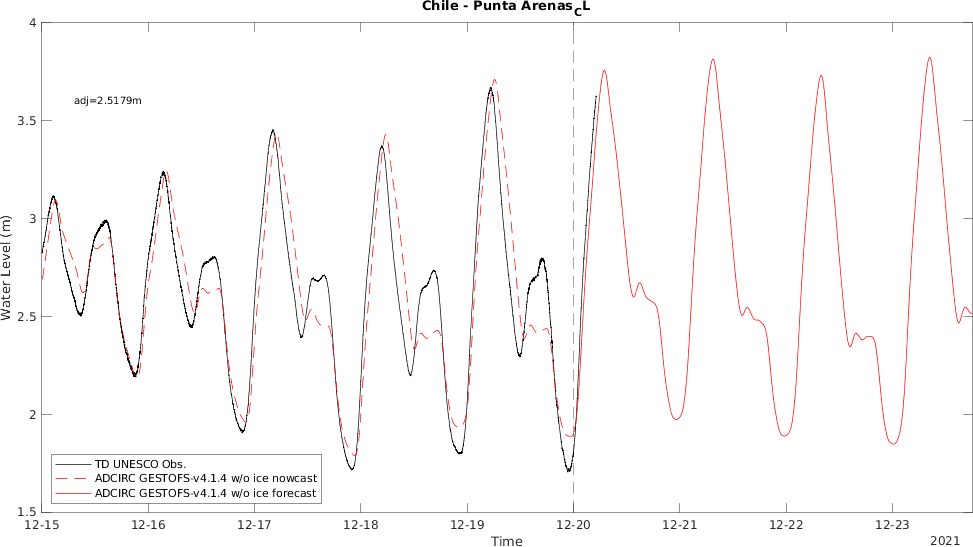 Chile - Punta Arenas_CL
adj=2.5179m
Water Level (m)
4
3.5
3
2.5
2
1.5
TD UNESCO Obs.
ADCIRC GESTOFS-v4.1.4 w/o ice nowcast
ADCIRC GESTOFS-v4.1.4 w/o ice forecast
12-15 12-16 12-17 12-18 12-19 12-20 12-21 12-22 12-23
Time
2021